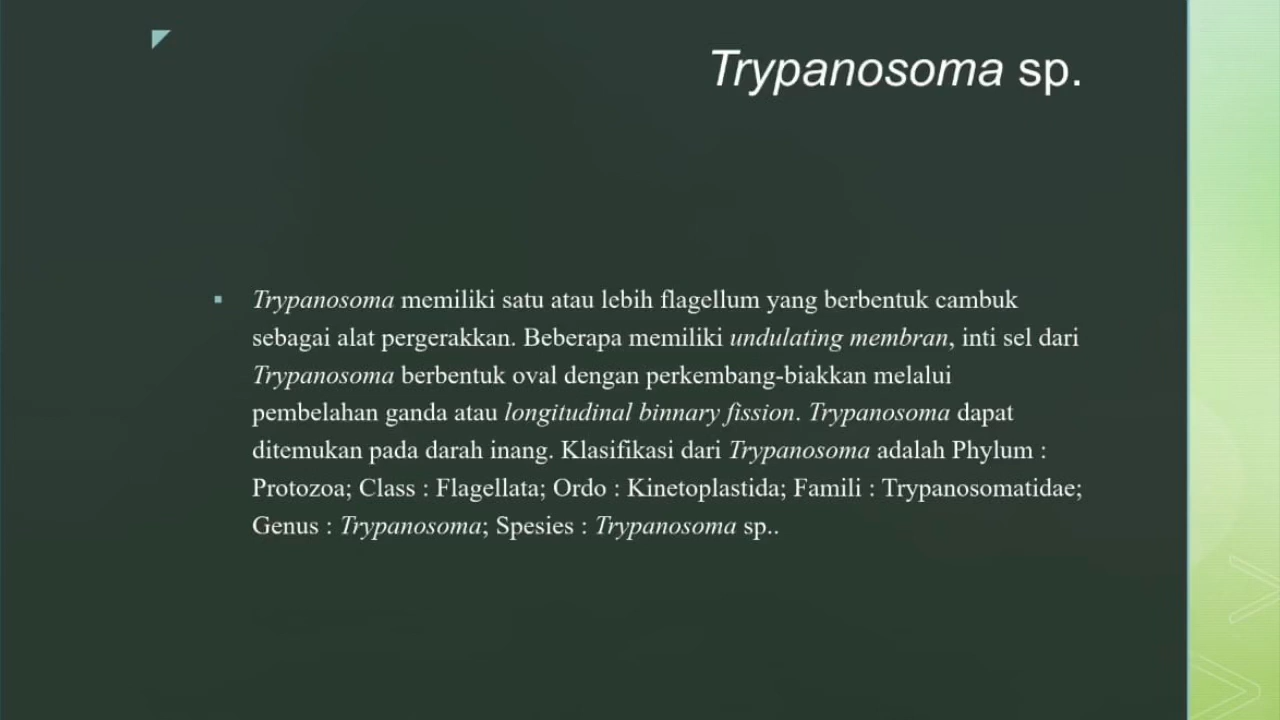 Trypanosoma sp.
Trypanosoma memiliki satu atau lebih flagellum yang berbentuk cambuk
sebagai alat pergerakkan. Beberapa memiliki undulating membran, inti sel dari
Trypanosoma berbentuk oval dengan perkembang-biakkan melalui
pembelahan ganda atau longitudinal binnary fission. Trypanosoma dapat
ditemukan pada darah inang. Klasifikasi dari Trypanosoma adalah Phylum :
Protozoa; Class : Flagellata; Ordo : Kinetoplastida; Famili : Trypanosomatidae;
Genus : Trypanosoma; Spesies : Trypanosoma sp..